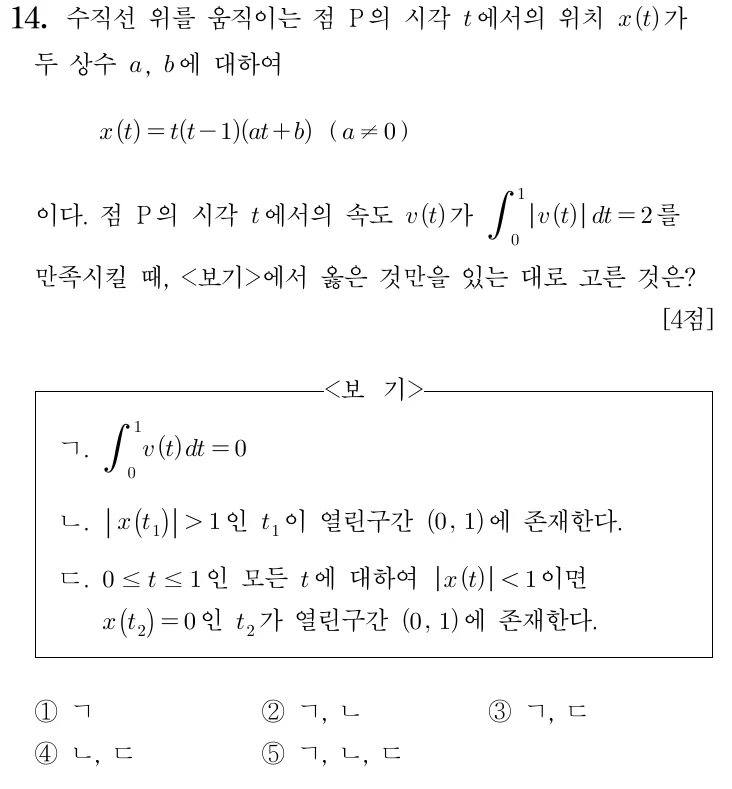 14. 수직선 위를 움직이는 점 P의 시각 t에서의 위치 x(t)가
두 상수 a, b에 대하여
x(t)=t(t-1)(at+b) (a≠0)
이다. 점 P의 시각 t에서의 속도 v(t)가 ∫₀¹|v(t)|dt=2를
만족시킬 때, <보기>에서 옳은 것만을 있는 대로 고른 것은?
[4점]
<보 기>
ㄱ. ∫₀¹v(t)dt=0
ㄴ. |x(t₁)|>1인 t₁이 열린구간 (0, 1)에 존재한다.
ㄷ. 0≤t≤1인 모든 t에 대하여 |x(t)|<1이면
x(t₂)=0인 t₂가 열린구간 (0, 1)에 존재한다.
① ㄱ ② ㄱ, ㄴ ③ ㄱ, ㄷ
④ ㄴ, ㄷ ⑤ ㄱ, ㄴ, ㄷ